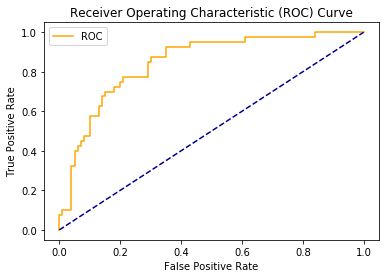 Receiver Operating Characteristic (ROC) Curve
ROC
True Positive Rate
1.0
0.8
0.6
0.4
0.2
0.0
0.0 0.2 0.4 0.6 0.8 1.0
False Positive Rate